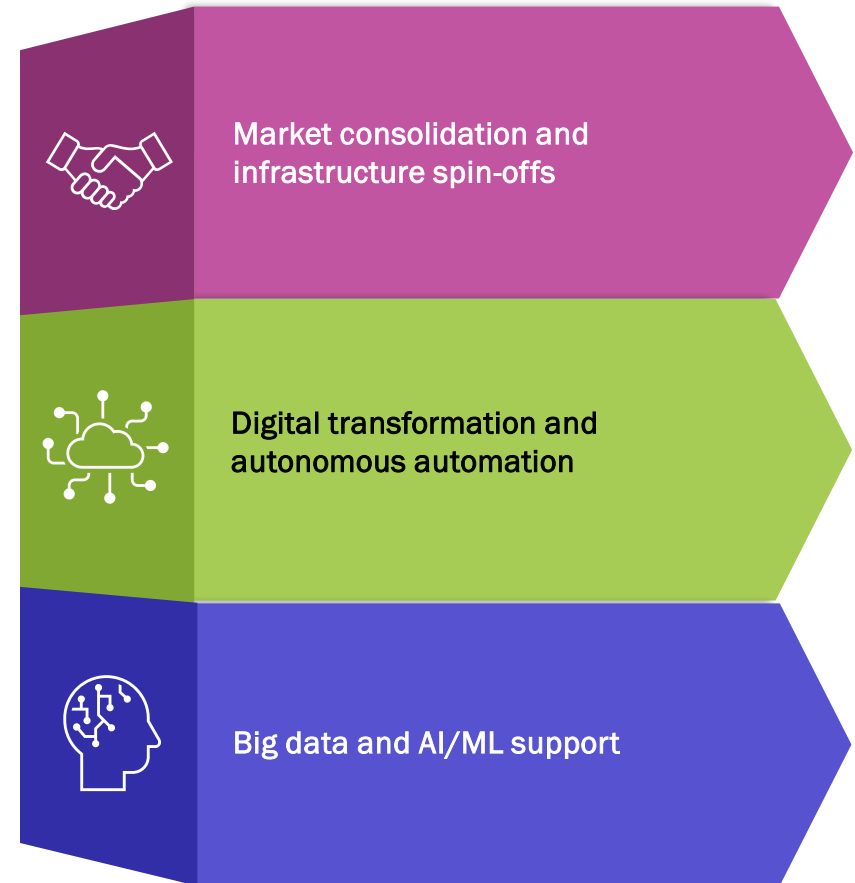 Market consolidation and
infrastructure spin-offs
Digital transformation and
autonomous automation
Big data and AI/ML support